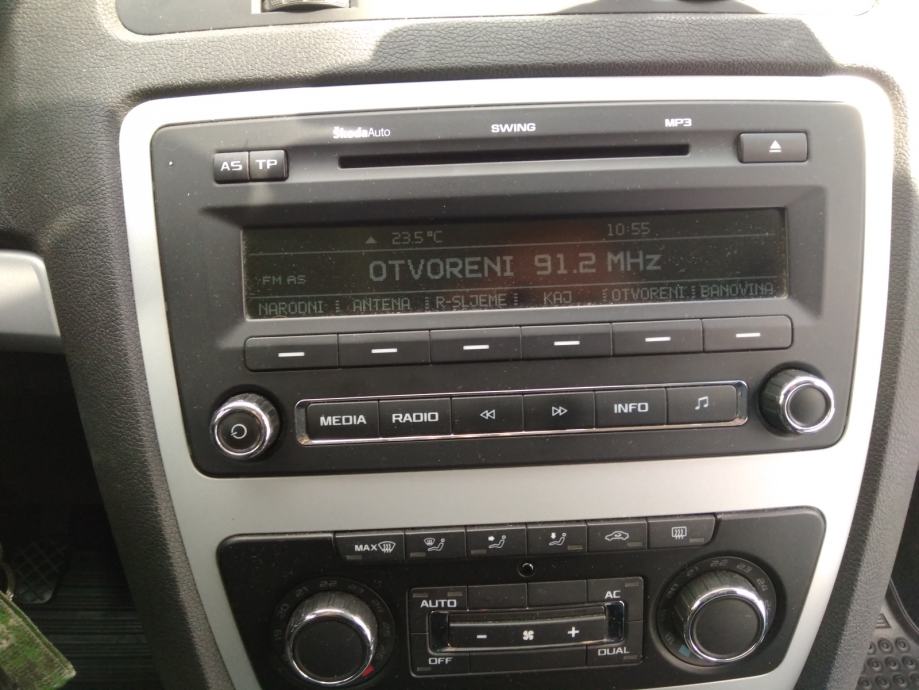 ŠkodaAuto SWING MP3
AS TP
▲ 23.5°C 10:55
FM AS OTVORENI 91.2 MHz
NARODNI ANTENA R-SLJEME KAJ OTVORENI BANOVINA
MEDIA RADIO INFO
MAX
AUTO AC
OFF DUAL